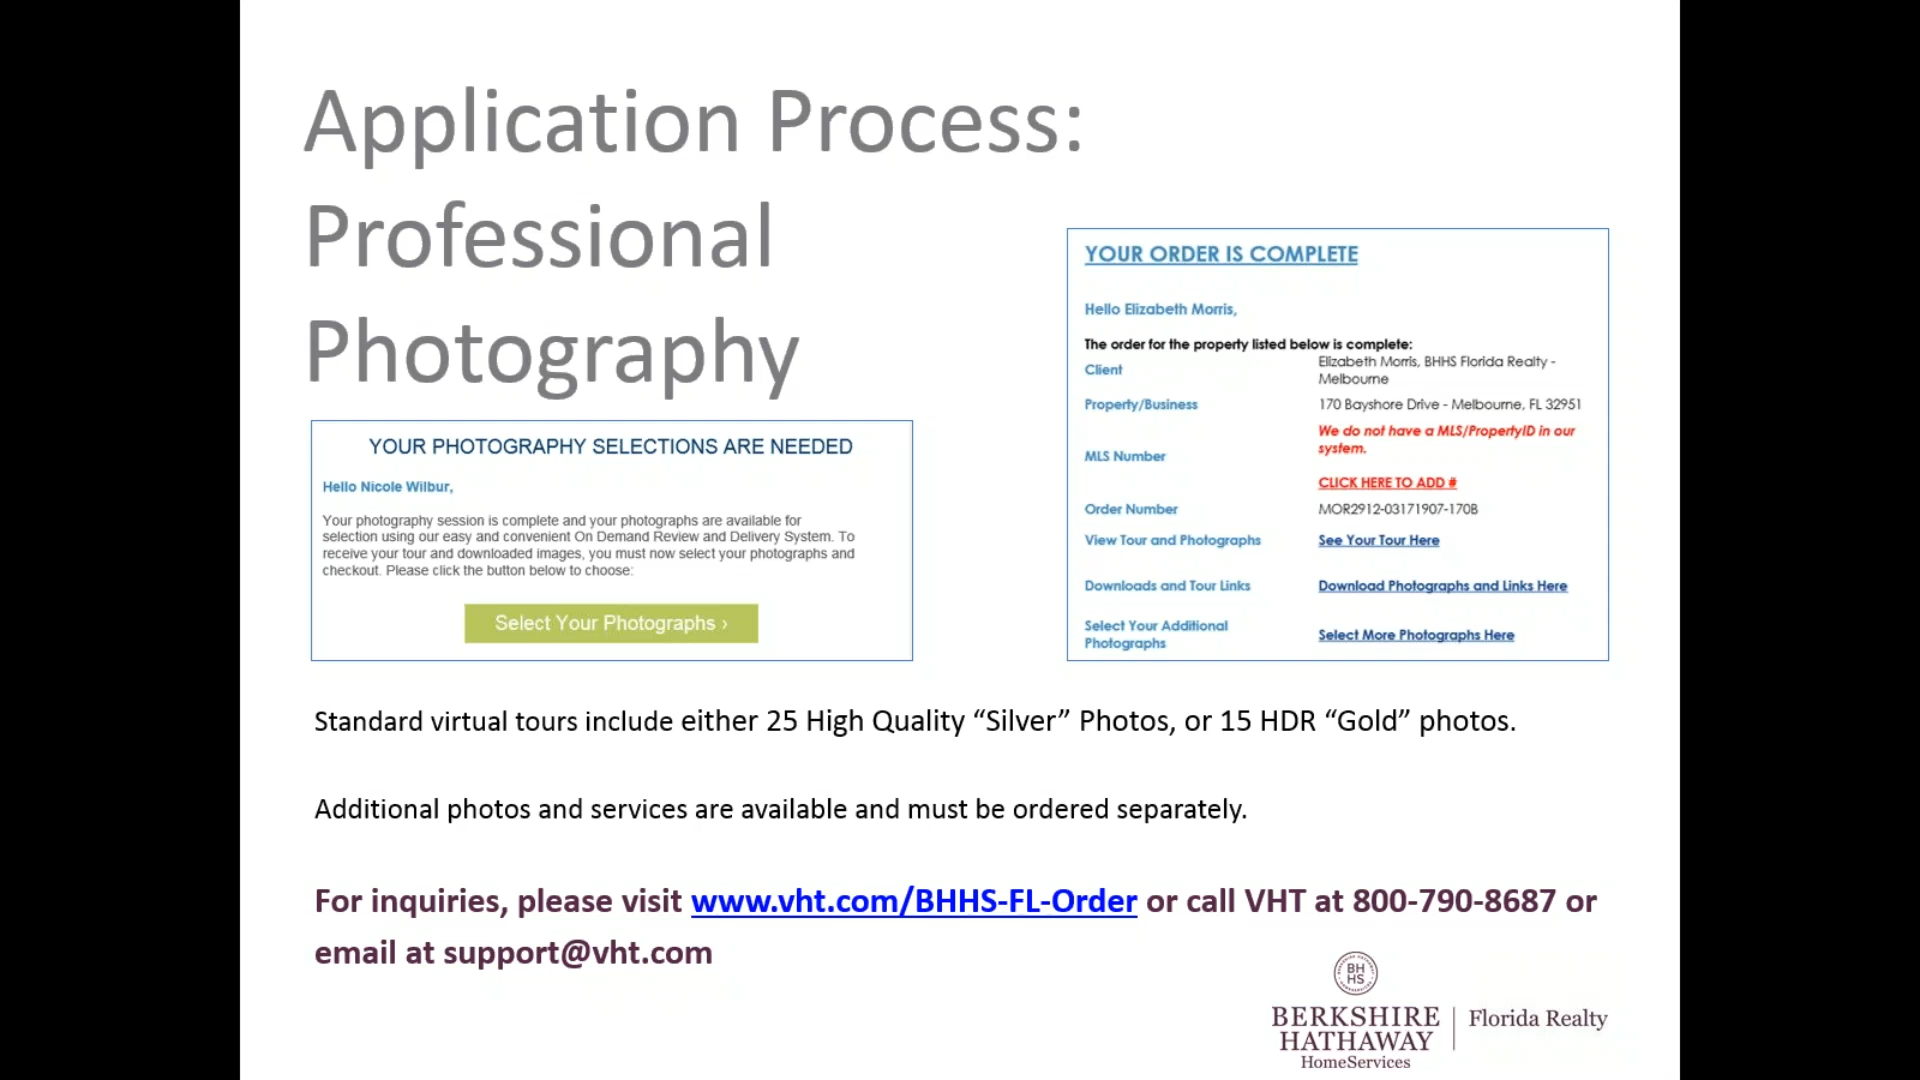 Application Process:
Professional
Photography
YOUR PHOTOGRAPHY SELECTIONS ARE NEEDED
Hello Nicole Wilbur,
Your photography session is complete and your photographs are available for
selection using our easy and convenient On Demand Review and Delivery System. To
receive your tour and downloaded images, you must now select your photographs and
checkout. Please click the button below to choose:
Select Your Photographs ›
YOUR ORDER IS COMPLETE
Hello Elizabeth Morris,
The order for the property listed below is complete:
Client
Elizabeth Morris, BHHS Florida Realty -
Melbourne
Property/Business
170 Bayshore Drive - Melbourne, FL 32951
MLS Number
We do not have a MLS/PropertyID in our
system.
CLICK HERE TO ADD #
Order Number
MOR2912-03171907-170B
View Tour and Photographs
See Your Tour Here
Downloads and Tour Links
Download Photographs and Links Here
Select Your Additional
Photographs
Select More Photographs Here
Standard virtual tours include either 25 High Quality “Silver” Photos, or 15 HDR “Gold” photos.
Additional photos and services are available and must be ordered separately.
For inquiries, please visit www.vht.com/BHHS-FL-Order or call VHT at 800-790-8687 or
email at support@vht.com
BH
HS
BERKSHIRE
HATHAWAY
HomeServices
Florida Realty